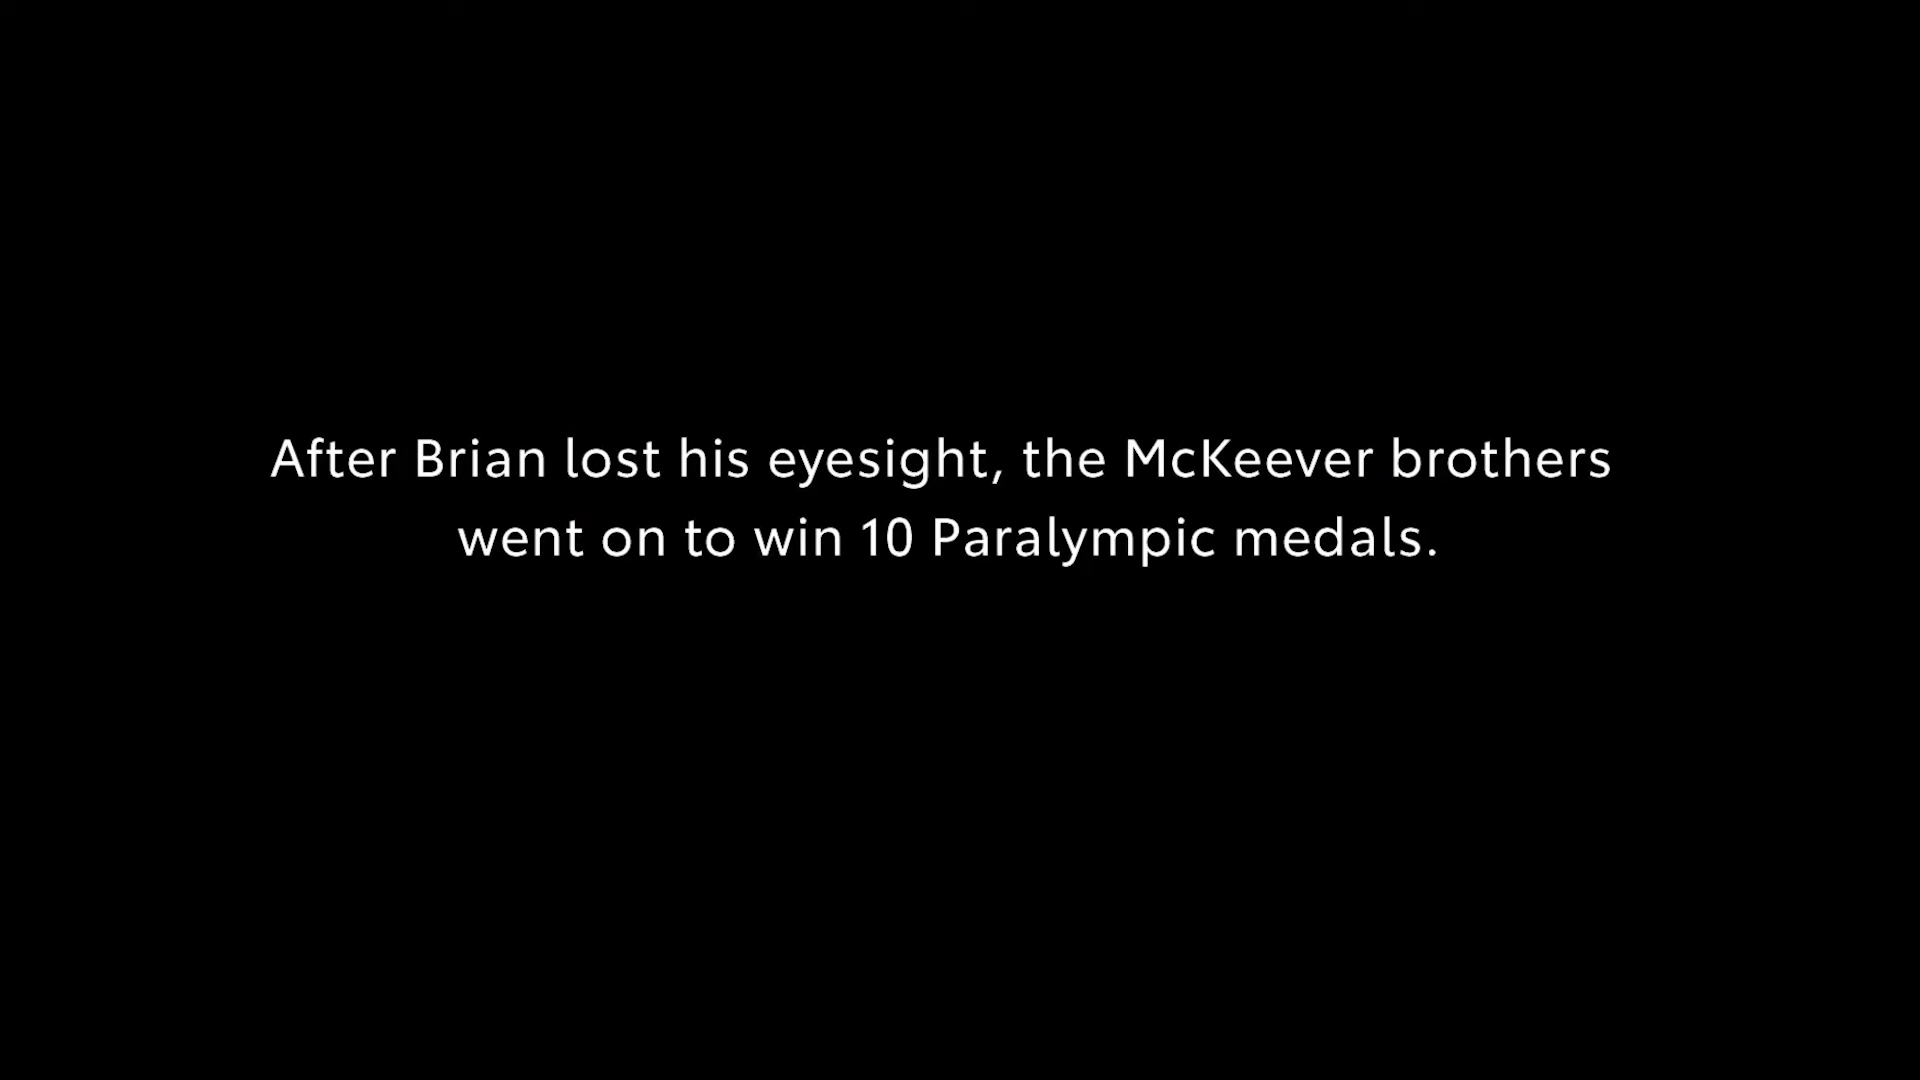 After Brian lost his eyesight, the McKeever brothers
went on to win 10 Paralympic medals.